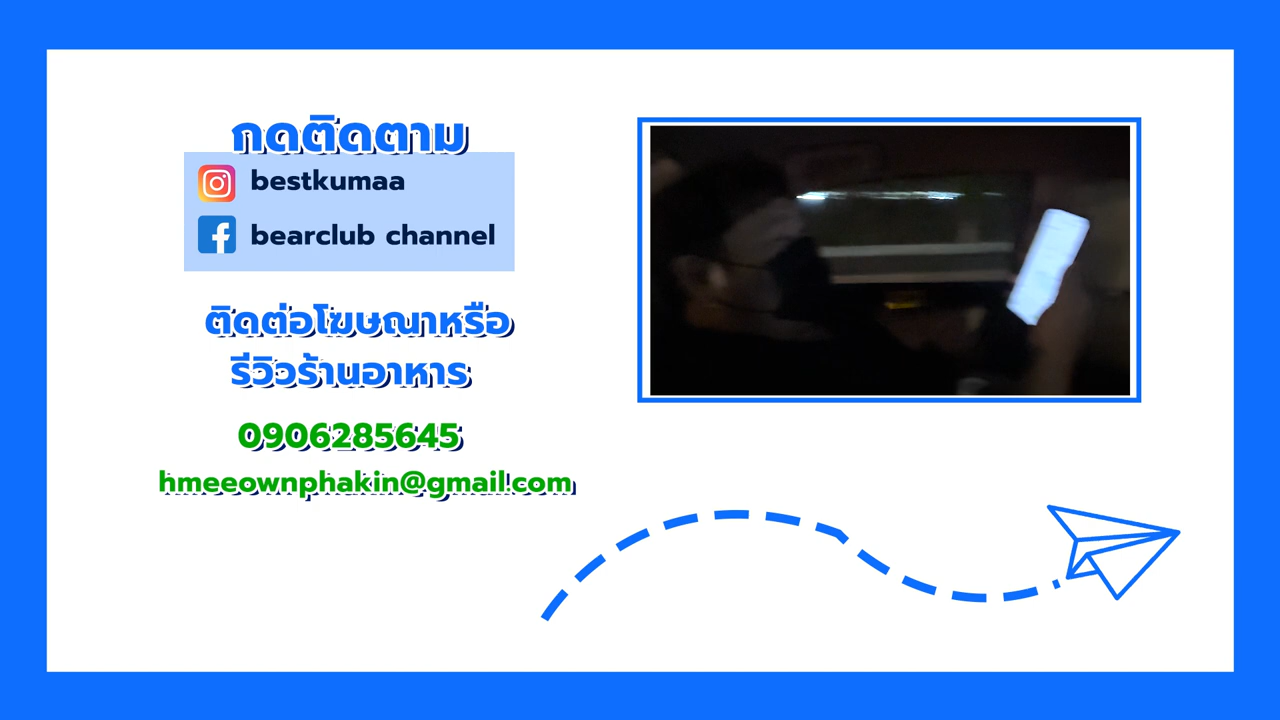 กดติดตาม
bestkumaa
bearclub channel
ติดต่อโฆษณาหรือ
รีวิวร้านอาหาร
0906285645
hmeeownphakin@gmail.com